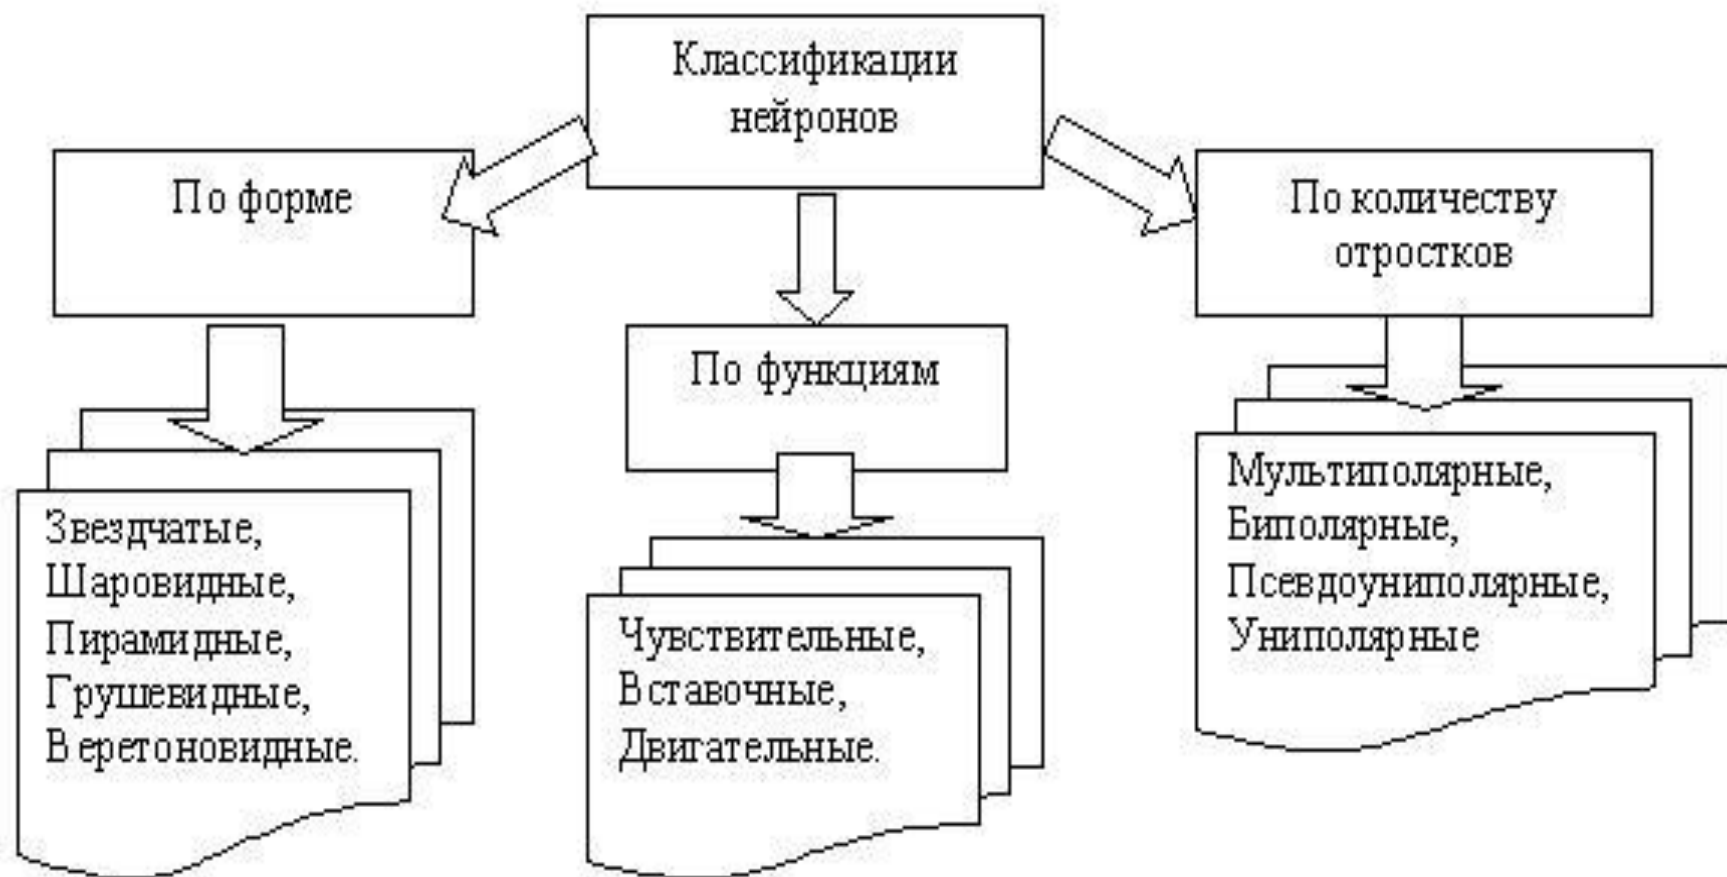 Классификации
нейронов
По форме
По количеству
отростков
По функциям
Звездчатые,
Шаровидные,
Пирамидные,
Грушевидные,
Веретоновидные.
Чувствительные,
Вставочные,
Двигательные.
Мультиполярные,
Биполярные,
Псевдоуниполярные,
Униполярные